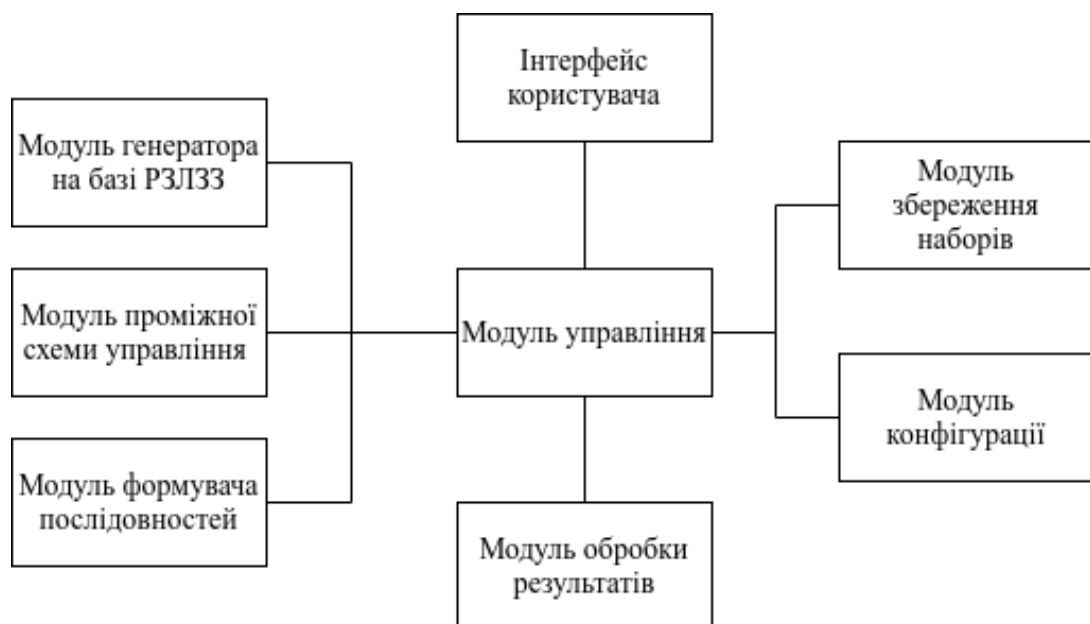 Інтерфейс
користувача
Модуль генератора
на базі РЗЛЗЗ
Модуль
збереження
наборів
Модуль проміжної
схеми управління
Модуль управління
Модуль
конфігурації
Модуль формувача
послідовностей
Модуль обробки
результатів